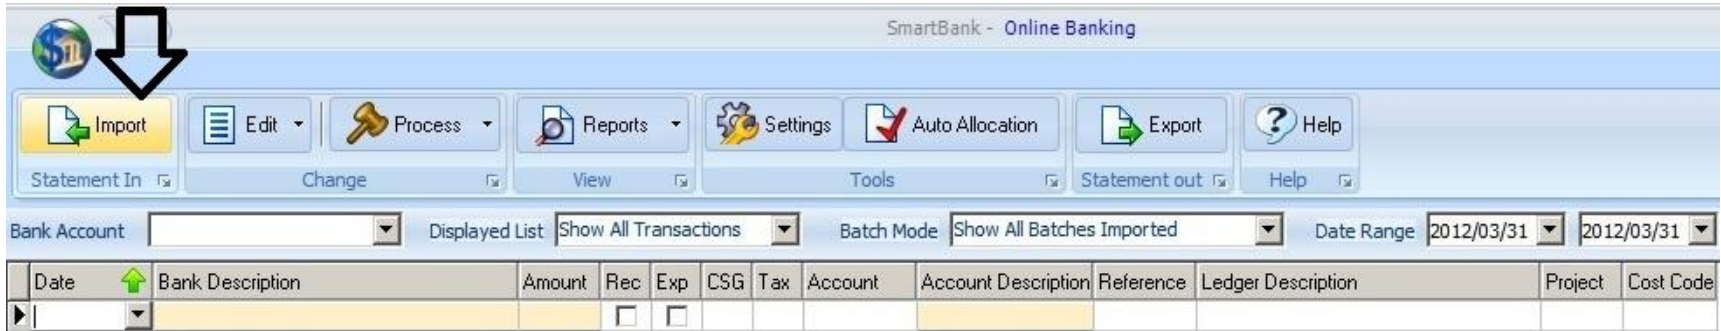 SmartBank - Online Banking
Import Edit Process Reports Settings Auto Allocation Export Help
Statement In Change View Tools Statement out Help
Bank Account Displayed List Show All Transactions Batch Mode Show All Batches Imported Date Range 2012/03/31 2012/03/31
Date Bank Description Amount Rec Exp CSG Tax Account Account Description Reference Ledger Description Project Cost Code